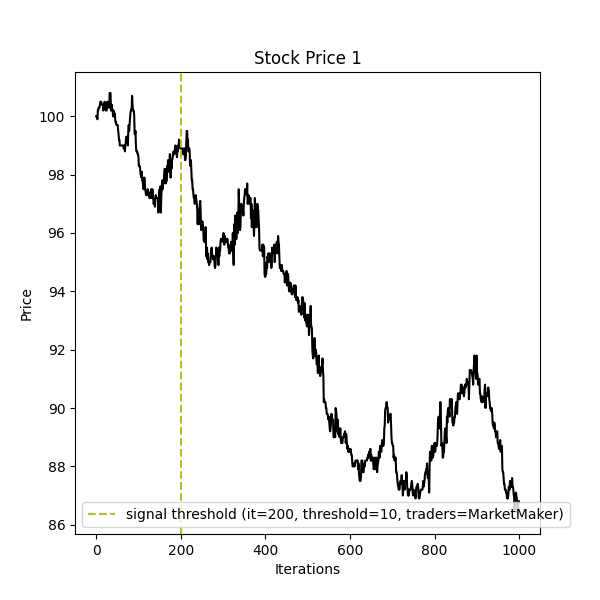 Stock Price 1
100
98
96
94
92
90
88
86
Price
signal threshold (it=200, threshold=10, traders=MarketMaker)
0 200 400 600 800 1000
Iterations